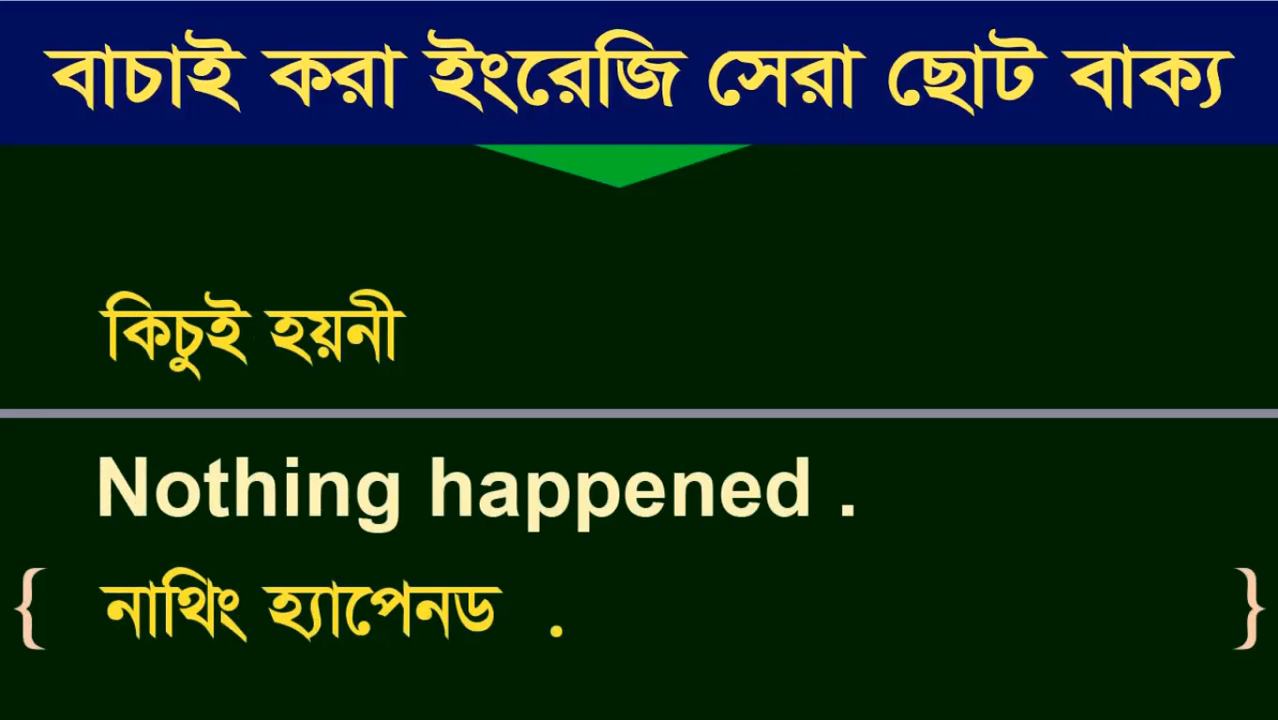 বাচাই করা ইংরেজি সেরা ছোট বাক্য
কিচুই হয়নী
Nothing happened .
{ নাথিং হ্যাপেনড . }